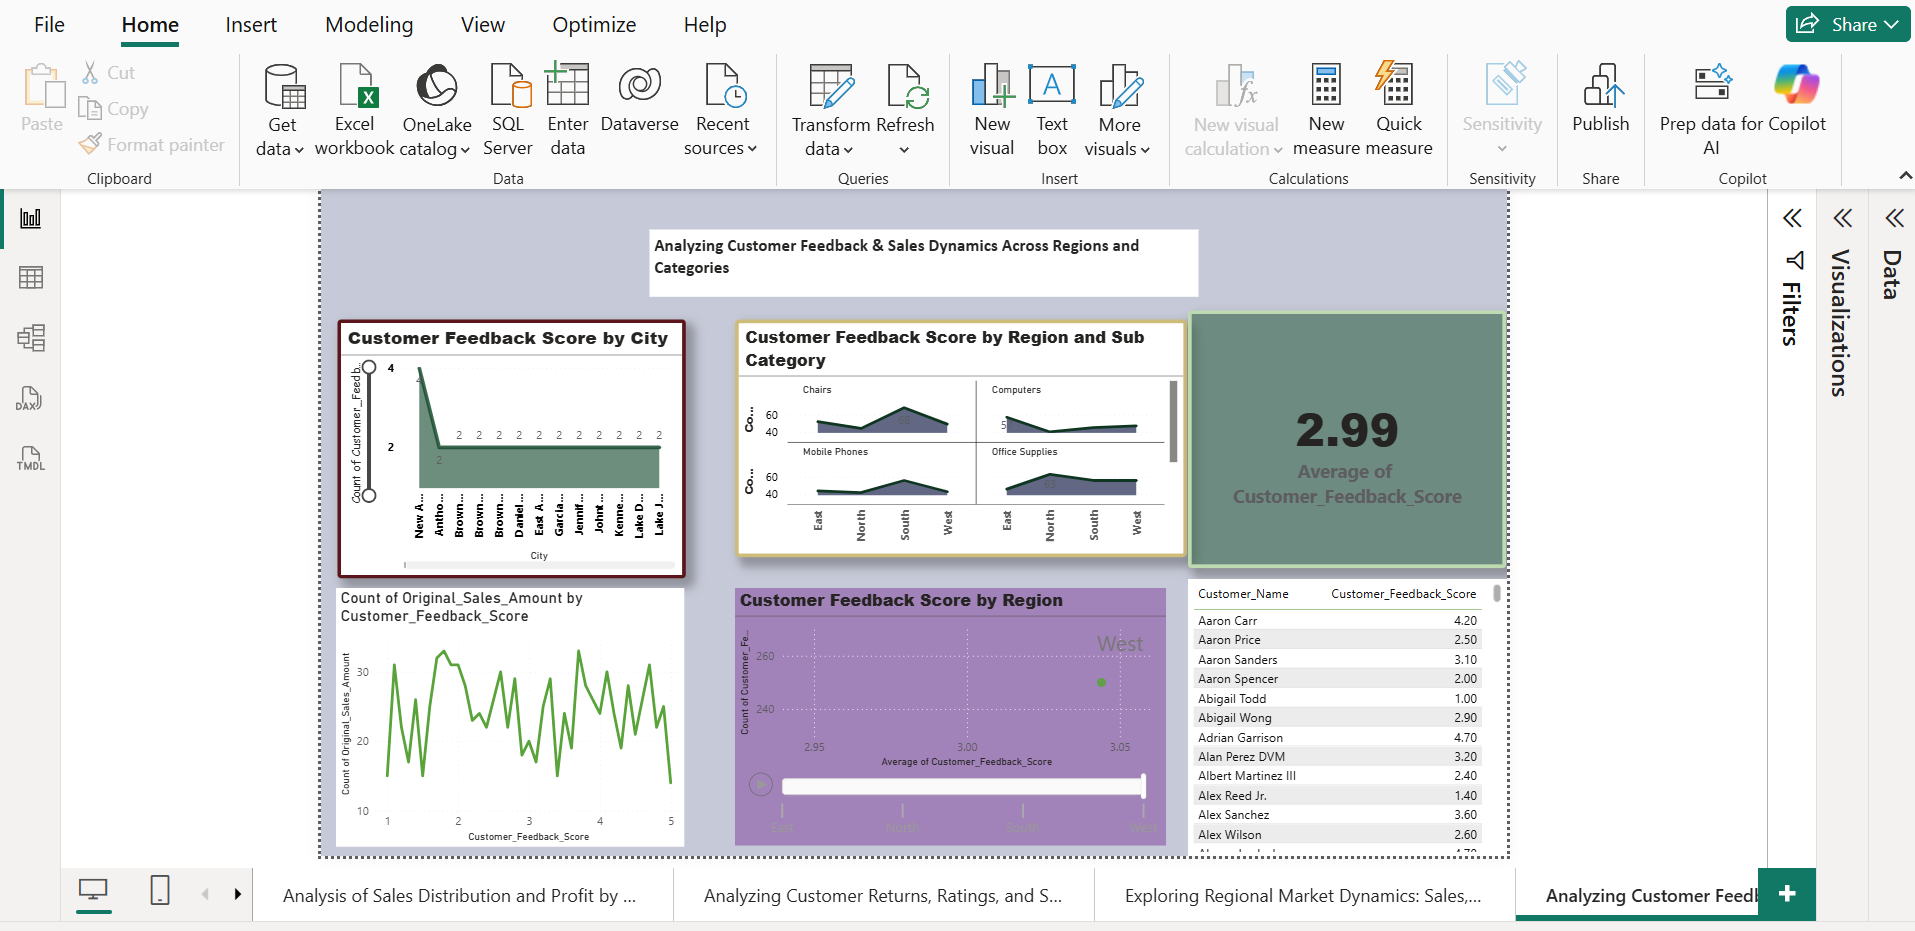 File Home Insert Modeling View Optimize Help Share
Paste
Cut
Copy
Format painter
Clipboard
Get data
Excel workbook
OneLake catalog
SQL Server
Enter data
Dataverse
Recent sources
Data
Transform data
Refresh
Queries
New visual
Text box
More visuals
Insert
New visual calculation
New measure
Quick measure
Calculations
Sensitivity
Sensitivity
Publish
Share
Prep data for AI
Copilot
Copilot
DAX
TMDL
Filters
Visualizations
Data
Analyzing Customer Feedback & Sales Dynamics Across Regions and
Categories
Customer Feedback Score by City
Count of Customer_Feedb...
4
2
4
2
2 2 2 2 2 2 2 2 2 2 2
New A...
Antho...
Brown...
Brown...
Brown...
Daniel...
East A...
Garcia...
Jennif...
Johnt...
Kenne...
Lake D...
Lake J...
City
Customer Feedback Score by Region and Sub
Category
Chairs
Computers
Co...
60
40
Mobile Phones
Office Supplies
Co...
60
40
63
East North South West East North South West
2.99
Average of
Customer_Feedback_Score
Count of Original_Sales_Amount by
Customer_Feedback_Score
Count of Original_Sales_Amount
30
20
10
1 2 3 4 5
Customer_Feedback_Score
Customer Feedback Score by Region
Count of Customer_Fe...
260
240
West
2.95 3.00 3.05
Average of Customer_Feedback_Score
East North South West
Customer_Name Customer_Feedback_Score
Aaron Carr 4.20
Aaron Price 2.50
Aaron Sanders 3.10
Aaron Spencer 2.00
Abigail Todd 1.00
Abigail Wong 2.90
Adrian Garrison 4.70
Alan Perez DVM 3.20
Albert Martinez III 2.40
Alex Reed Jr. 1.40
Alex Sanchez 3.60
Alex Wilson 2.60
Analysis of Sales Distribution and Profit by ...
Analyzing Customer Returns, Ratings, and S...
Exploring Regional Market Dynamics: Sales,...
Analyzing Customer Feedb